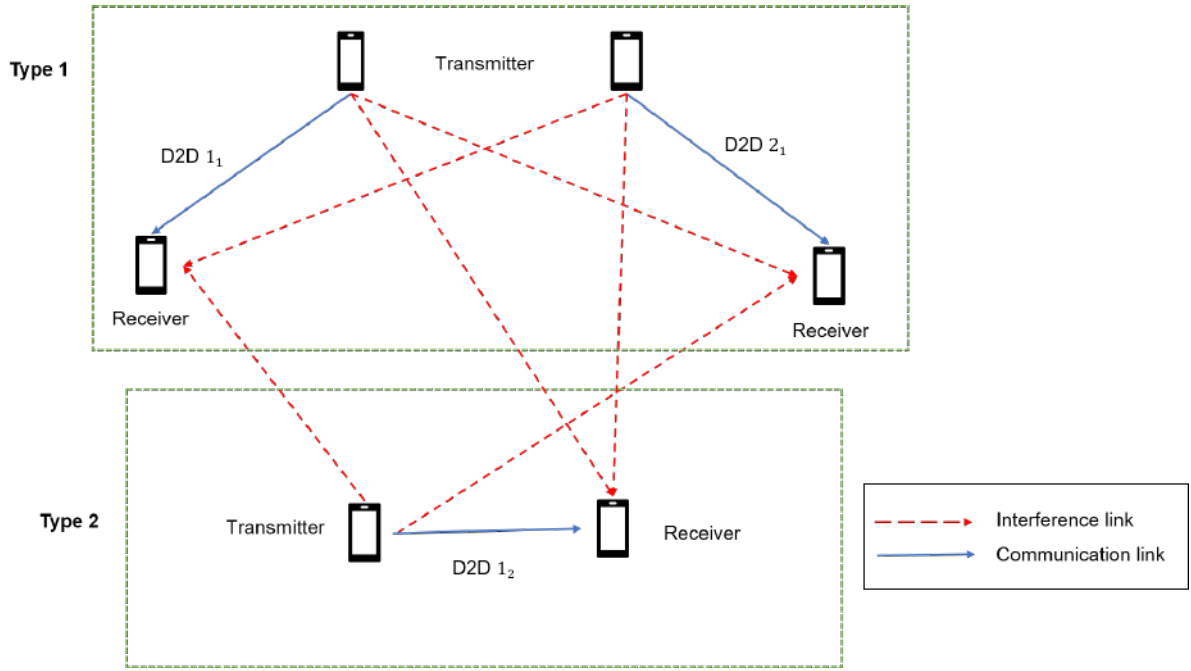 Type 1
Transmitter
D2D 1₁
D2D 2₁
Receiver
Receiver
Type 2
Transmitter
Receiver
D2D 1₂
Interference link
Communication link